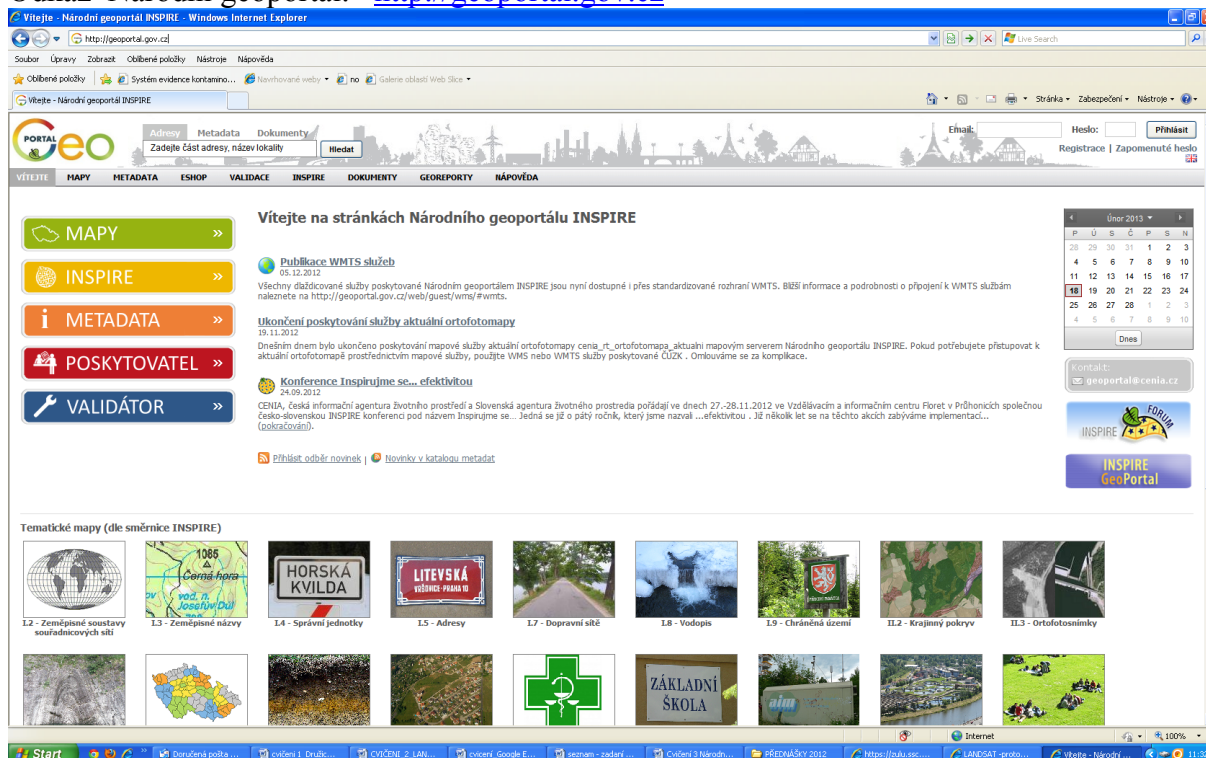 Odkaz Národní geoportál: http://geoportal.gov.cz
Vítejte - Národní geoportál INSPIRE - Windows Internet Explorer
http://geoportal.gov.cz
Live Search
Soubor Úpravy Zobrazit Oblíbené položky Nástroje Nápověda
Oblíbené položky Systém evidence kontamino... Navrhované weby no Galerie oblastí Web Slice
Vítejte - Národní geoportál INSPIRE
Stránka Zabezpečení Nástroje
PORTAL Geo
Adresy Metadata Dokumenty
Zadejte část adresy, název lokality Hledat
Email: Heslo: Přihlásit
Registrace | Zapomenuté heslo
VÍTEJTE MAPY METADATA ESHOP VALIDACE INSPIRE DOKUMENTY GEOREPORTY NÁPOVĚDA
MAPY »
INSPIRE »
METADATA »
POSKYTOVATEL »
VALIDÁTOR »
Vítejte na stránkách Národního geoportálu INSPIRE
Publikace WMTS služeb
05.12.2012
Všechny dlaždicované služby poskytované Národním geoportálem INSPIRE jsou nyní dostupné i přes standardizované rozhraní WMTS. Bližší informace a podrobnosti o připojení k WMTS službám
naleznete na http://geoportal.gov.cz/web/guest/wms/#wmts.
Ukončení poskytování služby aktuální ortofotomapy
19.11.2012
Dnešním dnem bylo ukončeno poskytování mapové služby aktuální ortofotomapy cenia_rt_ortofotomapa_aktualni mapovým serverem Národního geoportálu INSPIRE. Pokud potřebujete přistupovat k
aktuální ortofotomapě prostřednictvím mapové služby, použijte WMS nebo WMTS služby poskytované ČÚZK . Omlouváme se za komplikace.
Konference Inspirujme se... efektivitou
24.09.2012
CENIA, česká informační agentura životního prostředí a Slovenská agentura životného prostredia pořádají ve dnech 27.-28.11.2012 ve Vzdělávacím a informačním centru Floret v Průhonicích společnou
česko-slovenskou INSPIRE konferenci pod názvem Inspirujme se... Jedná se již o pátý ročník, který jsme nazval ...efektivitou . Již několik let se na těchto akcích zabýváme implementací...
(pokračování).
Přihlásit odběr novinek | Novinky v katalogu metadat
Únor 2013
P Ú S Č P S N
28 29 30 31 1 2 3
4 5 6 7 8 9 10
11 12 13 14 15 16 17
18 19 20 21 22 23 24
25 26 27 28 1 2 3
4 5 6 7 8 9 10
Dnes
Kontakt:
geoportal@cenia.cz
INSPIRE FORUM
INSPIRE
GeoPortal
Tematické mapy (dle směrnice INSPIRE)
1085
Černá hora
vod. n.
Josefův Důl
HORSKÁ
KVILDA
LITEVSKÁ
VRŠOVICE-PRAHA 10
I.2 - Zeměpisné soustavy
souřadnicových sítí
I.3 - Zeměpisné názvy
I.4 - Správní jednotky
I.5 - Adresy
I.7 - Dopravní sítě
I.8 - Vodopis
I.9 - Chráněná území
II.2 - Krajinný pokryv
II.3 - Ortofotosnímky
ZÁKLADNÍ
ŠKOLA
aim
Internet 100%
Start Doručená pošta ... cvičení 1_Družic... CVIČENÍ_2_LAN... cvicení_Google E... seznam - zadaní ... Cvičení 3 Národn... PŘEDNÁŠKY 2012 https://zulu.ssc.... LANDSAT -proto... Vítejte - Národní ...